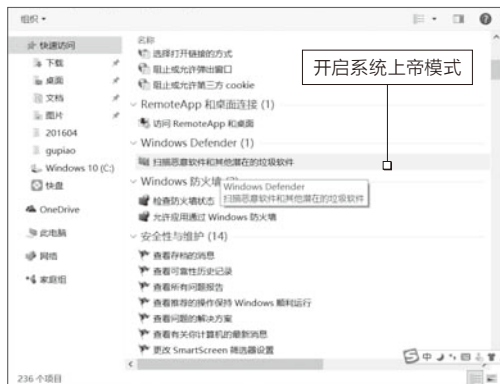 组织
快速访问
下载
桌面
文档
图片
201604
gupiao
Windows 10 (C:)
快盘
OneDrive
此电脑
网络
家庭组
名称
选择打开链接的方式
阻止或允许弹出窗口
阻止或允许第三方 cookie
RemoteApp 和桌面连接 (1)
访问 RemoteApp 和桌面
Windows Defender (1)
扫描恶意软件和其他潜在的垃圾软件
Windows 防火墙
Windows Defender
扫描恶意软件和其他潜在的垃圾软件
检查防火墙状态
允许应用通过 Windows 防火墙
安全性与维护 (14)
查看存档的消息
查看可靠性历史记录
查看所有问题报告
查看推荐的操作保持 Windows 顺利运行
查看问题的解决方案
查看有关你计算机的最新消息
更改 SmartScreen 筛选器设置
开启系统上帝模式
中
236 个项目